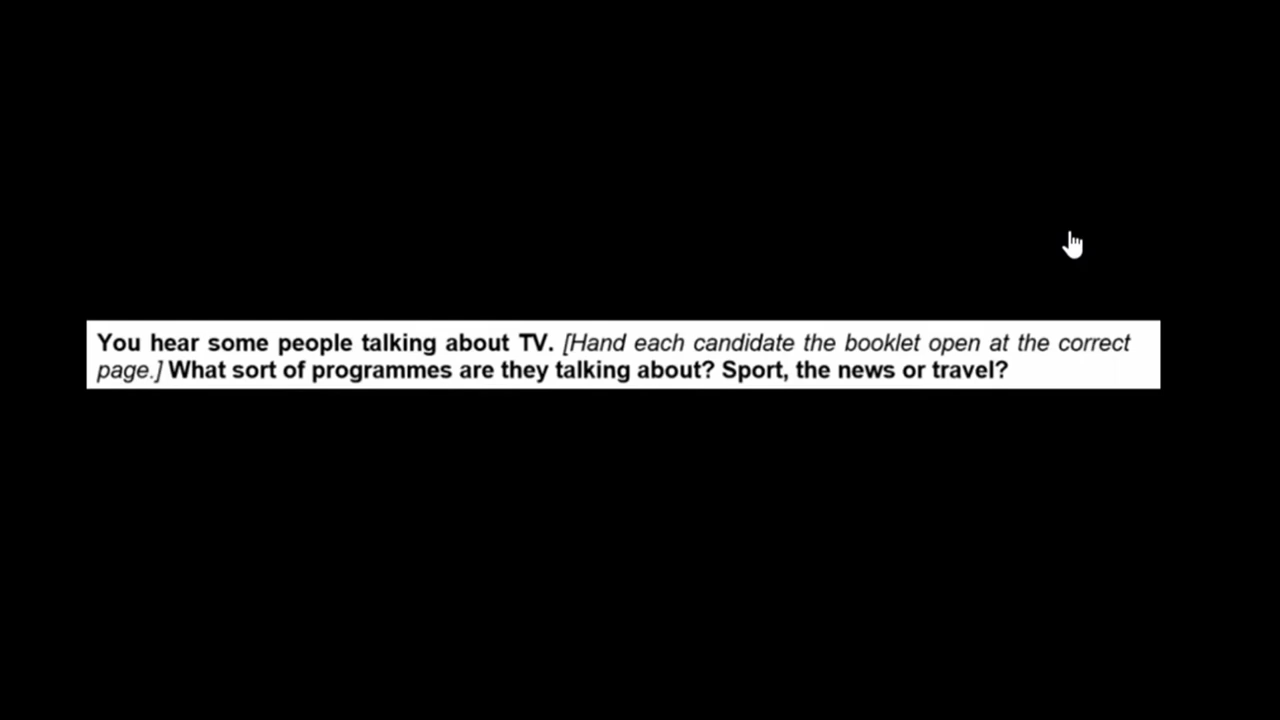 You hear some people talking about TV. [Hand each candidate the booklet open at the correct
page.] What sort of programmes are they talking about? Sport, the news or travel?